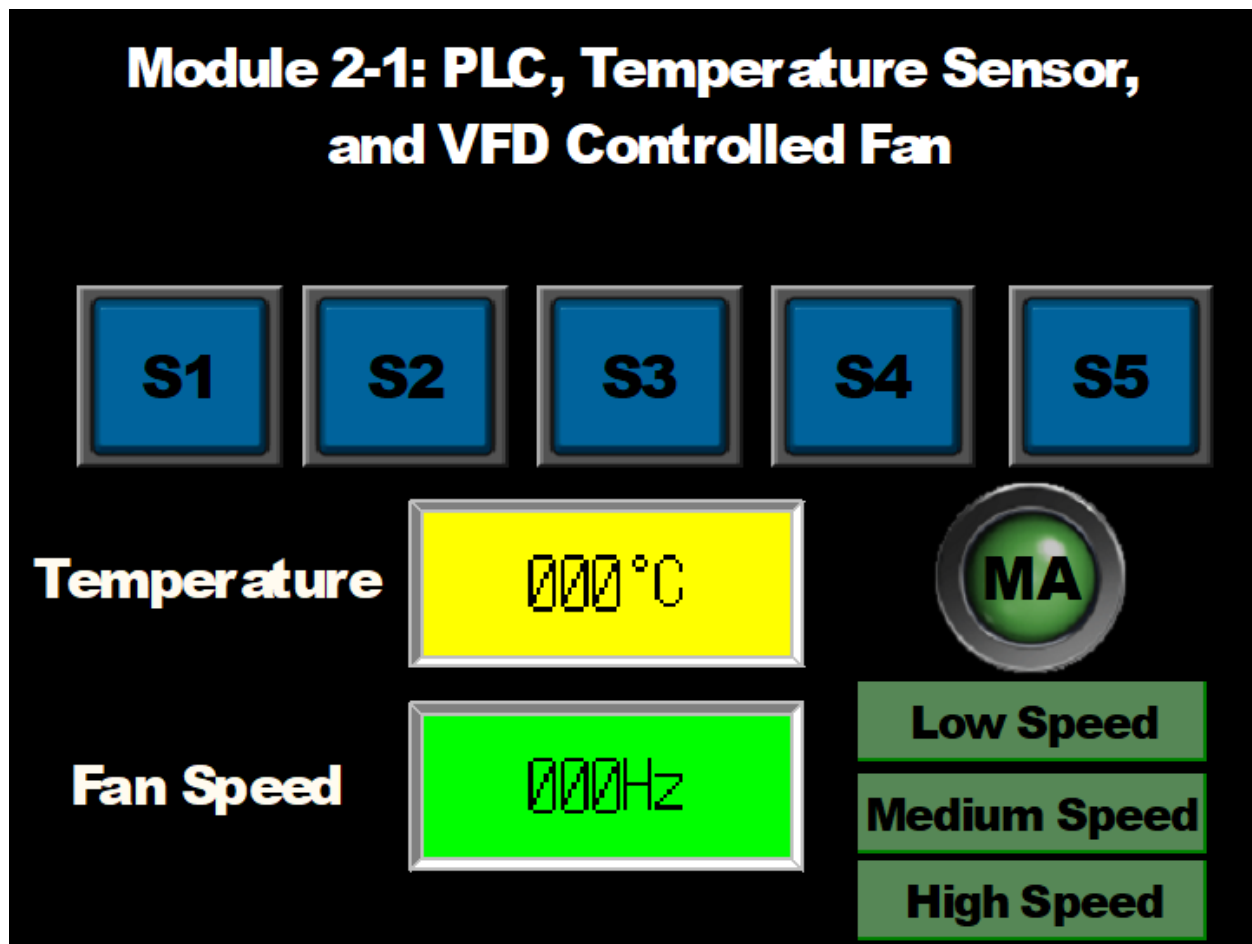 Module 2-1: PLC, Temperature Sensor,
and VFD Controlled Fan
S1 S2 S3 S4 S5
Temperature 000°C MA
Low Speed
Fan Speed 000Hz
Medium Speed
High Speed